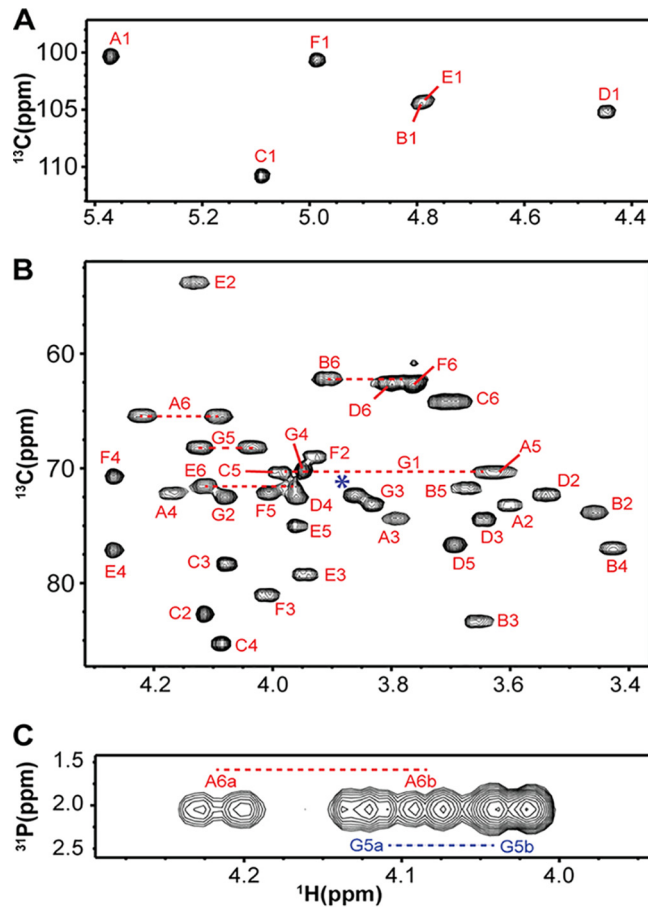 A
A1
F1
E1
D1
B1
C1
100
105
110
¹³C(ppm)
5.4 5.2 5.0 4.8 4.6 4.4
B
E2
B6
F6
D6
C6
A6
G5
G4
F2
G1
A5
F4
E6
C5
*
A4
G2
F5
D4
G3
B5
D2
A3
D3
A2
B2
E5
E4
C3
E3
D5
B4
C2
F3
C4
B3
60
70
80
¹³C(ppm)
4.2 4.0 3.8 3.6 3.4
C
1.5
2.0
2.5
³¹P(ppm)
A6a A6b
G5a G5b
4.2 4.1 4.0
¹H(ppm)